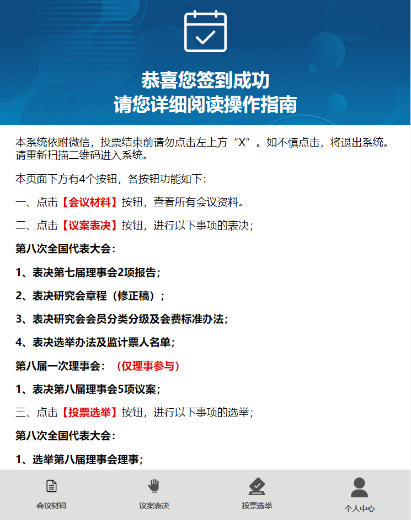 恭喜您签到成功
请您详细阅读操作指南
本系统依附微信，投票结束前请勿点击左上方“X”。如不慎点击，将退出系统。
请重新扫描二维码进入系统。
本页面下方有4个按钮，各按钮功能如下：
一、点击【会议材料】按钮，查看所有会议资料。
二、点击【议案表决】按钮，进行以下事项的表决；
第八次全国代表大会：
1、表决第七届理事会2项报告；
2、表决研究会章程（修正稿）；
3、表决研究会会员分类分级及会费标准办法；
4、表决选举办法及监计票人名单；
第八届一次理事会：（仅理事参与）
1、表决第八届理事会5项议案；
三、点击【投票选举】按钮，进行以下事项的选举；
第八次全国代表大会：
1、选举第八届理事会理事；
会议材料 议案表决 投票选举 个人中心